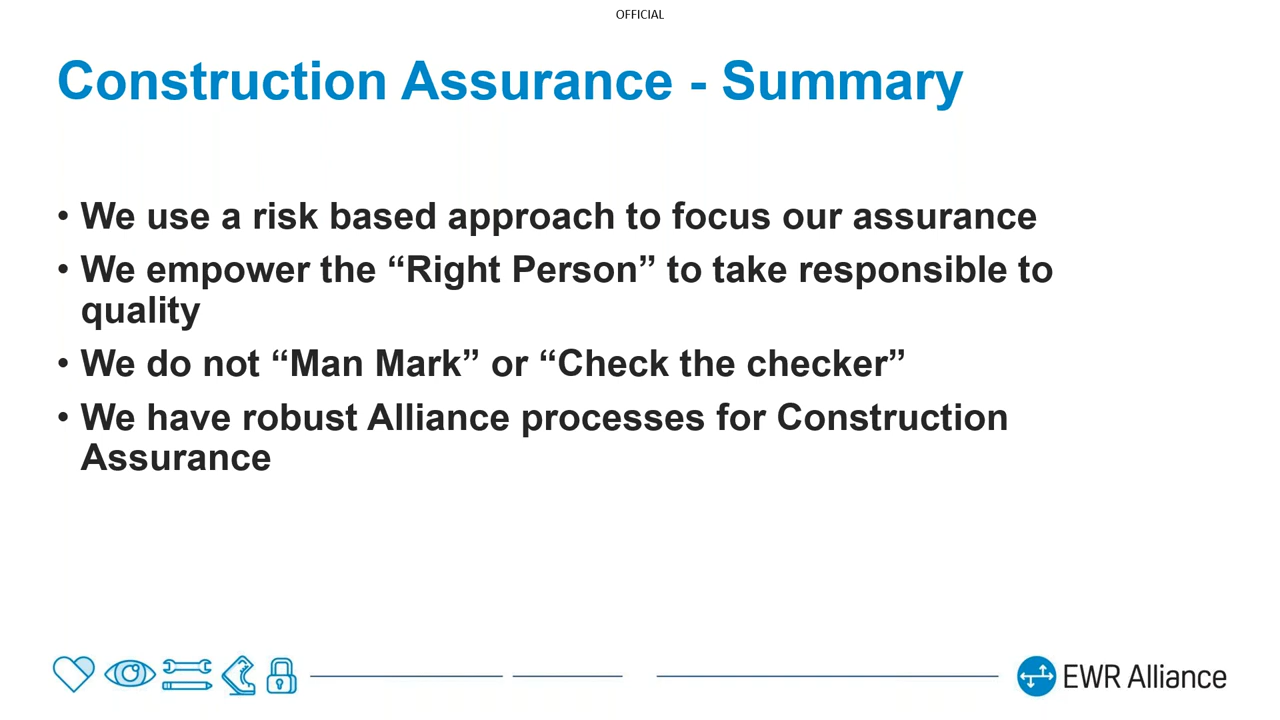 OFFICIAL
Construction Assurance - Summary
• We use a risk based approach to focus our assurance
• We empower the “Right Person” to take responsible to
quality
• We do not “Man Mark” or “Check the checker”
• We have robust Alliance processes for Construction
Assurance
EWR Alliance